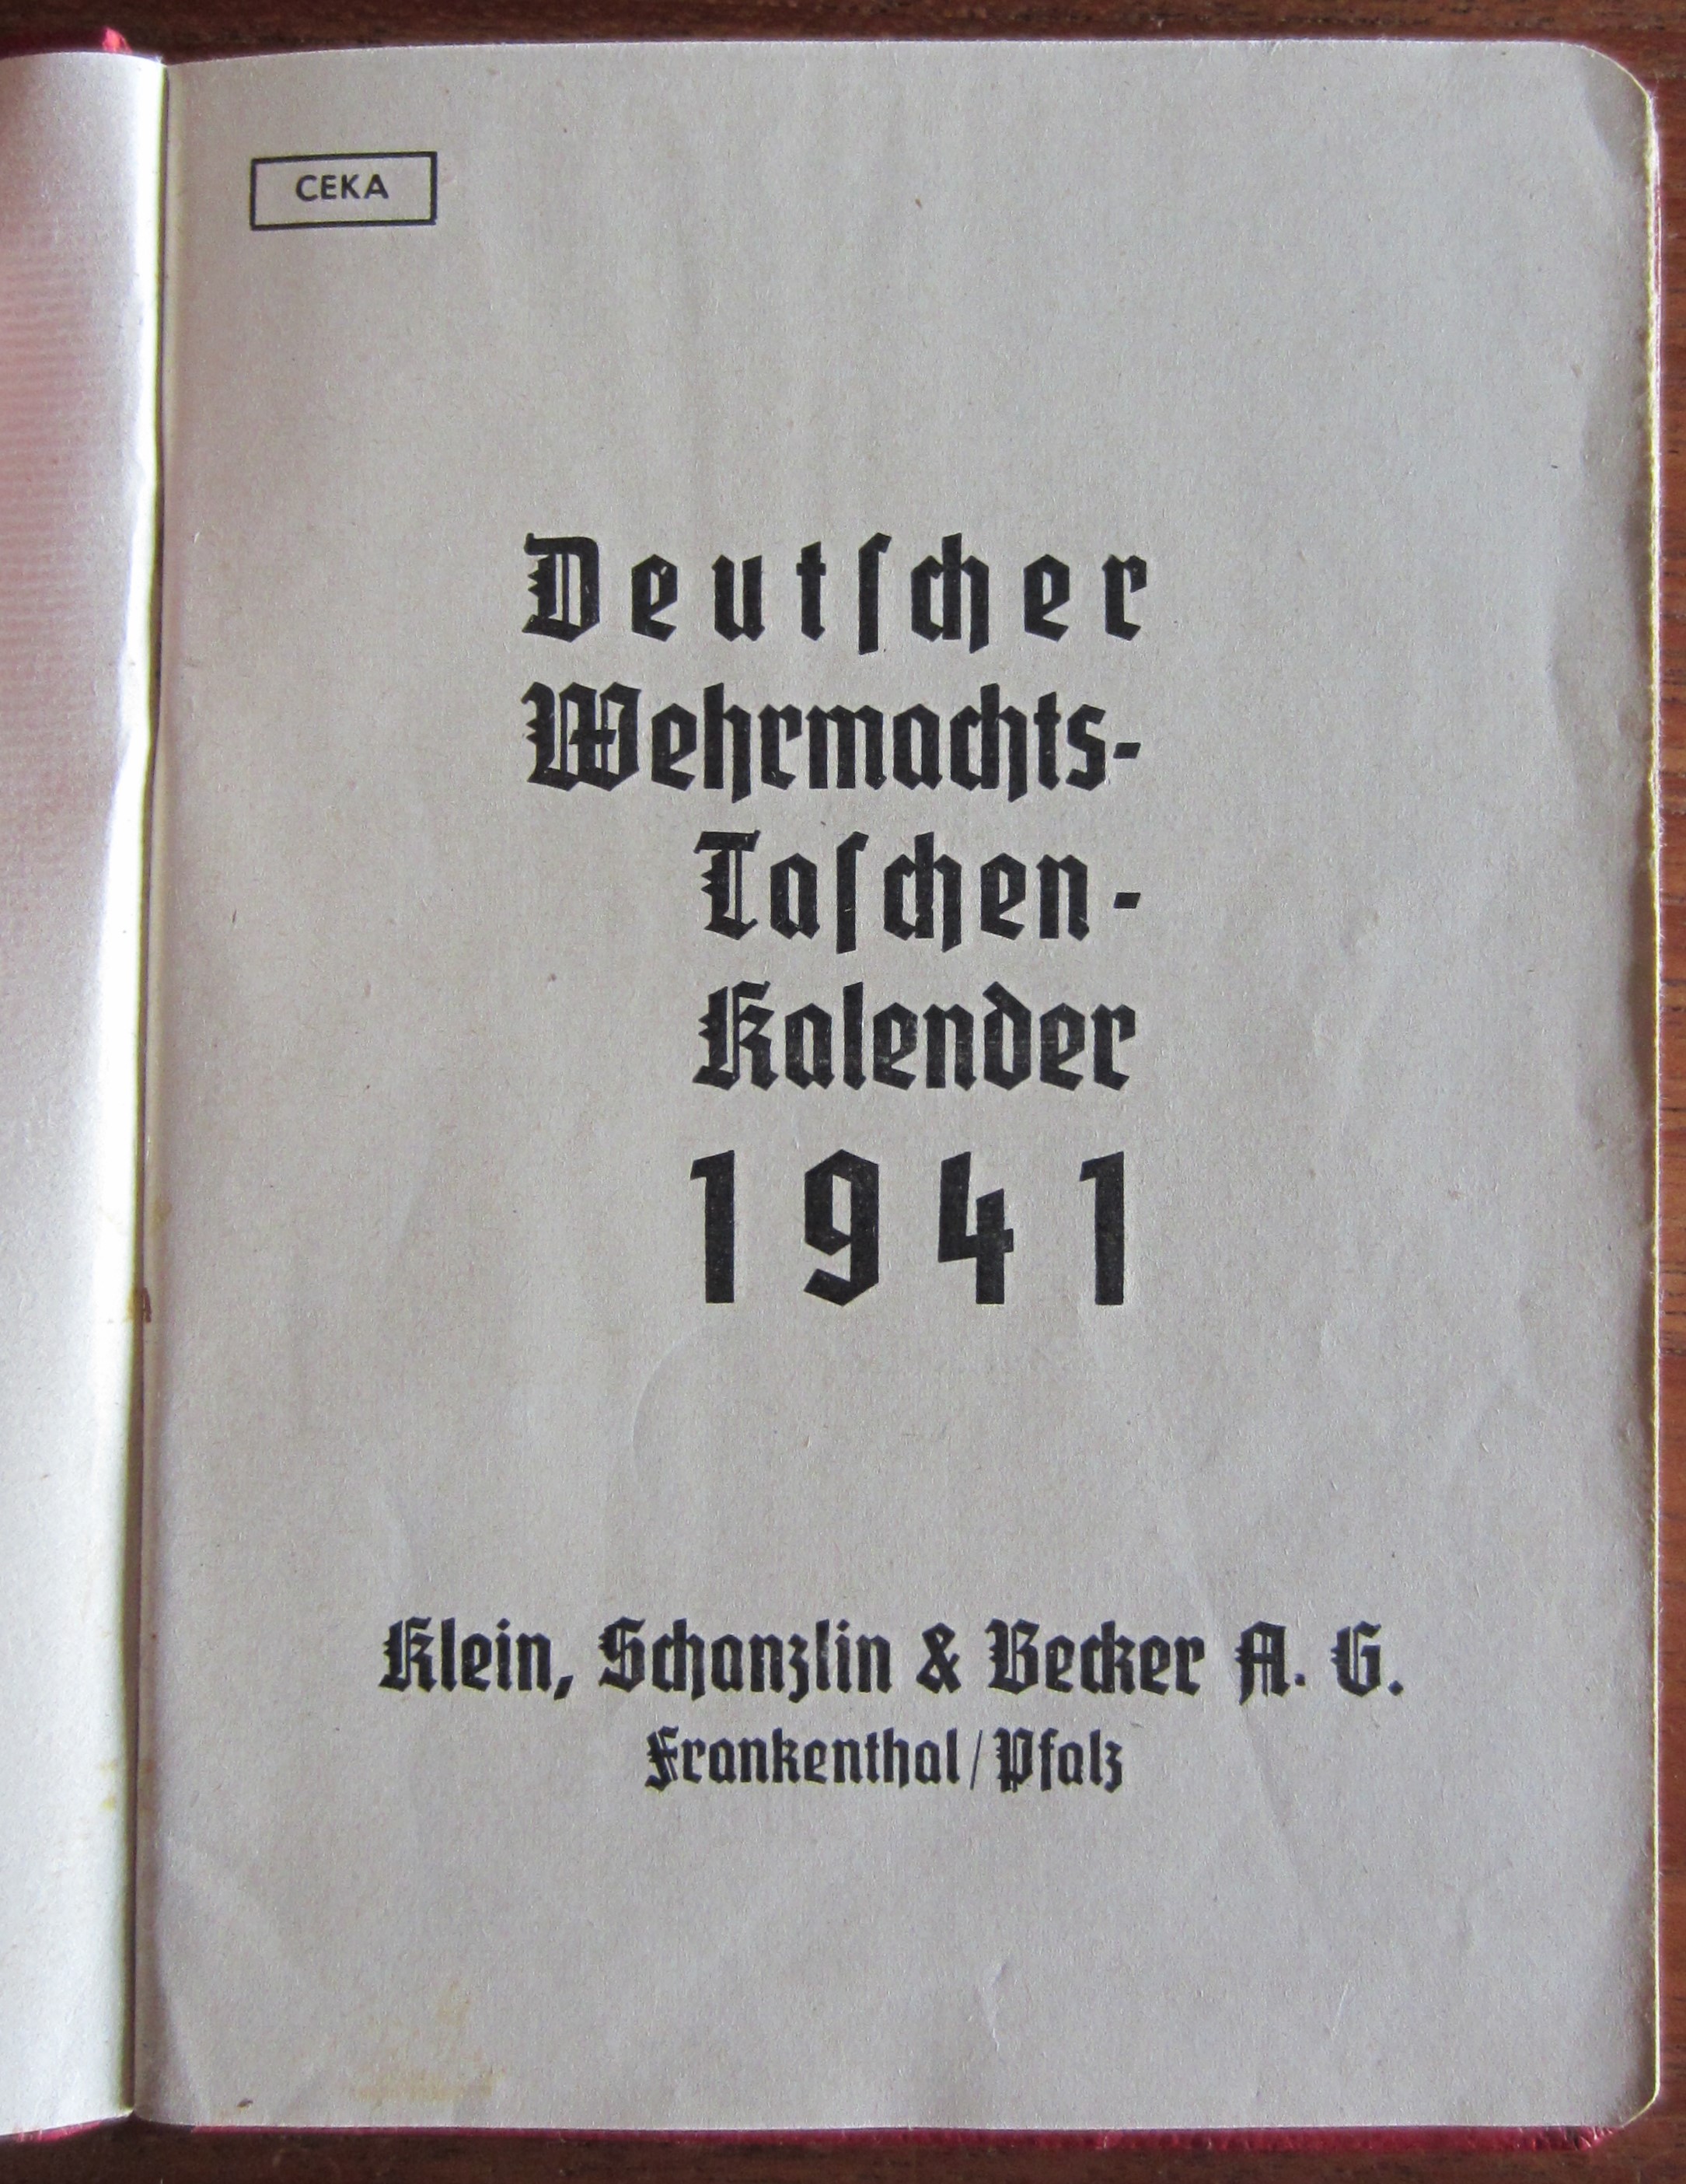 CEKA
Deutſcher
Wehrmachts-
Taſchen-
Kalender
1941
Klein, Schanzlin & Becker A. G.
Frankenthal/Pfalz